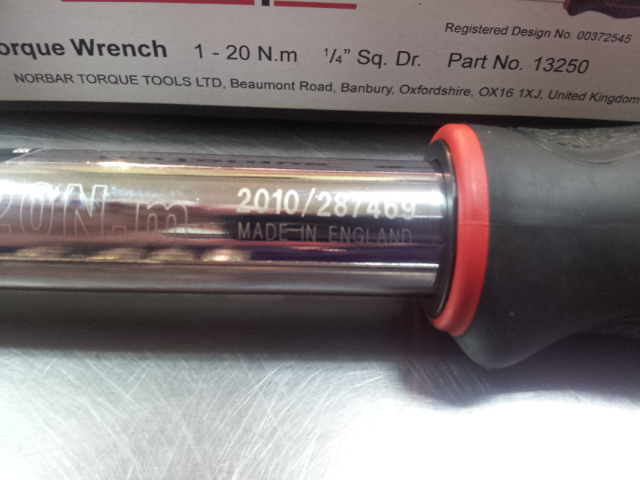 Registered Design No. 00372545
orque Wrench 1 - 20 N.m ¼” Sq. Dr. Part No. 13250
NORBAR TORQUE TOOLS LTD, Beaumont Road, Banbury, Oxfordshire, OX16 1XJ, United Kingdom
20N.m 2010/287469
MADE IN ENGLAND